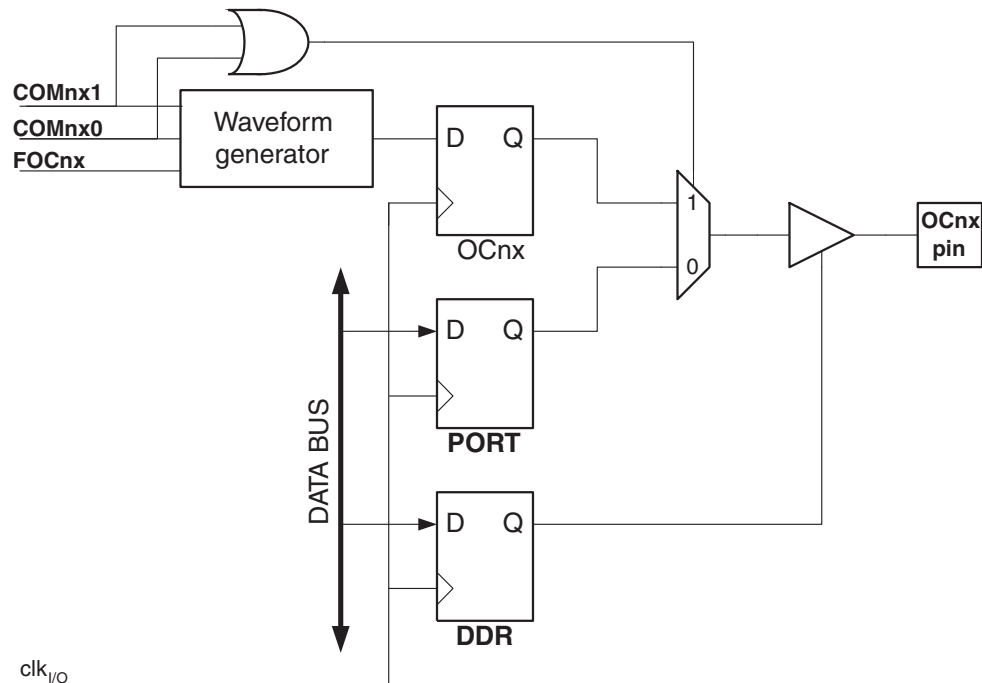 COMnx1
COMnx0
FOCnx
Waveform
generator
D Q
OCnx
1
0
OCnx
pin
D Q
PORT
DATA BUS
D Q
DDR
clkI/O